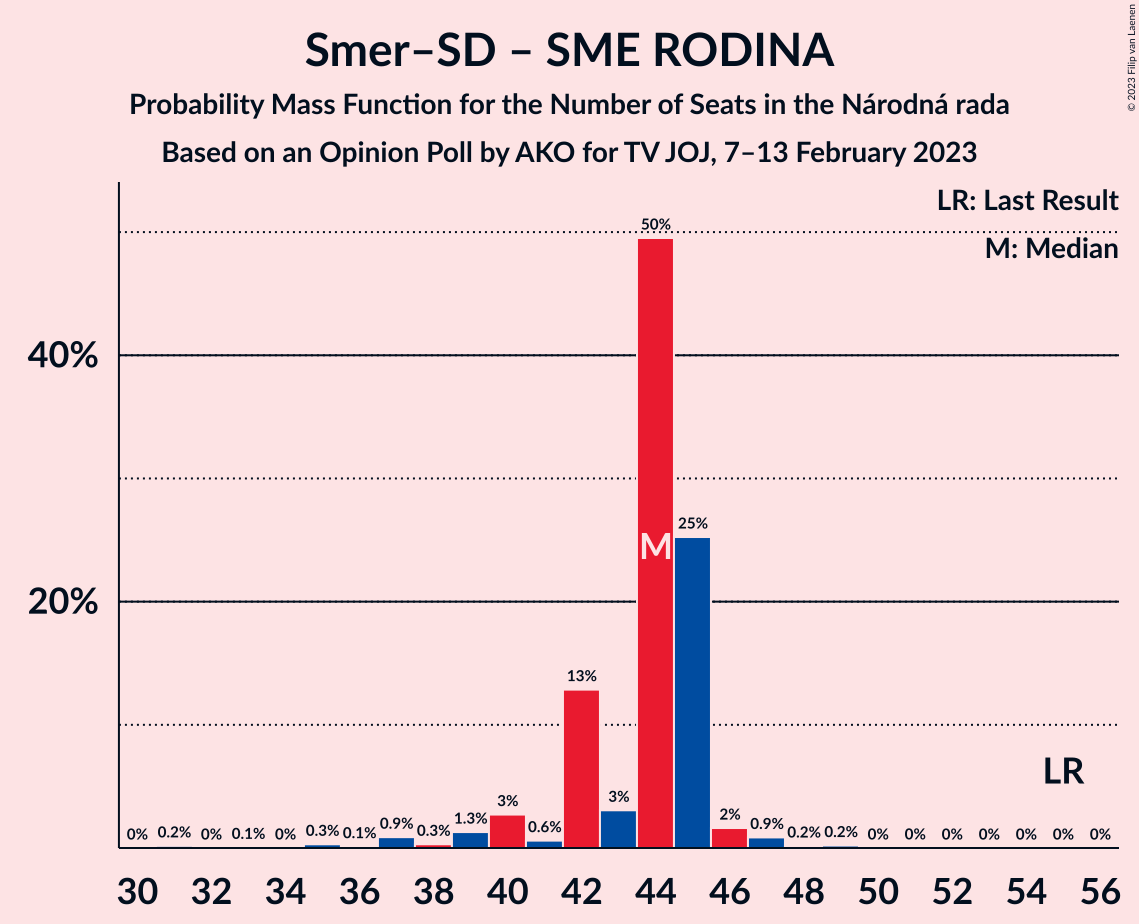 Smer–SD – SME RODINA
Probability Mass Function for the Number of Seats in the Národná rada
Based on an Opinion Poll by AKO for TV JOJ, 7–13 February 2023
© 2023 Filip van Laenen
LR: Last Result
M: Median
50%
40%
M
25%
20%
13%
LR
0% 0.2% 0% 0.1% 0% 0.3% 0.1% 0.9% 0.3% 1.3% 3% 0.6% 3% 2% 0.9% 0.2% 0.2% 0% 0% 0% 0% 0% 0% 0%
30 32 34 36 38 40 42 44 46 48 50 52 54 56